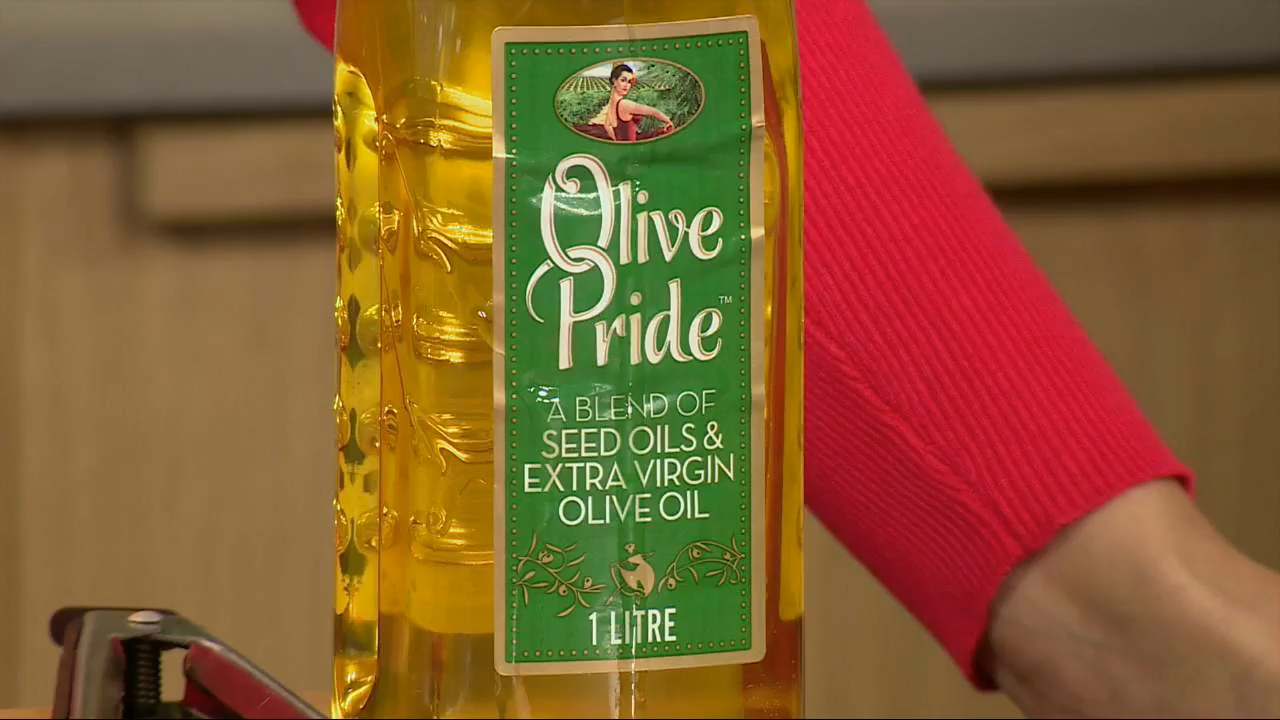 Olive
Pride™
A BLEND OF
SEED OILS &
EXTRA VIRGIN
OLIVE OIL
1 LITRE